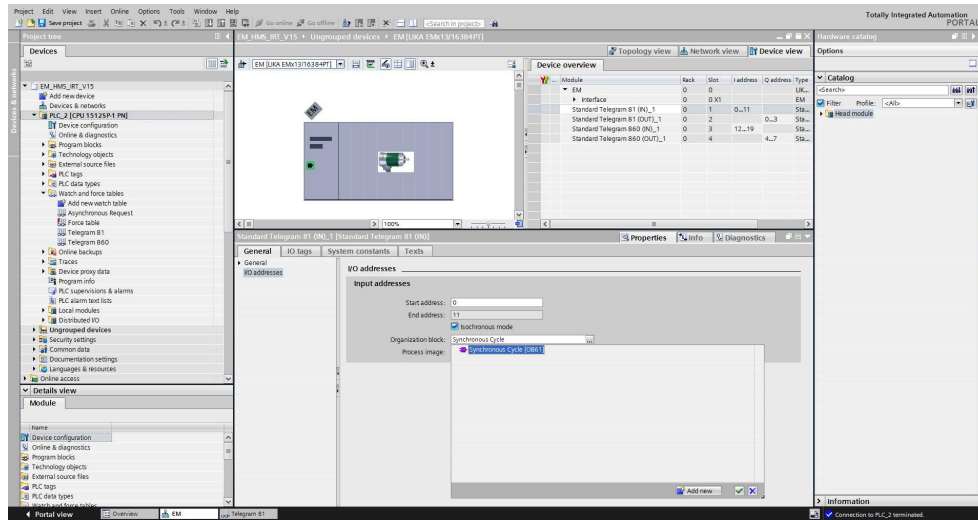 Project Edit View Insert Online Options Tools Window Help
Totally Integrated Automation
PORTAL
Save project
Go online
Go offline
<Search in project>
Project tree
EM_HMS_IRT_V15 ▸ Ungrouped devices ▸ EM [LIKA EMx13/16384PT]
Hardware catalog
Devices
Topology view
Network view
Device view
Options
Devices & networks
EM_HMS_IRT_V15
Add new device
Devices & networks
PLC_2 [CPU 1512SP-1 PN]
Device configuration
Online & diagnostics
Program blocks
Technology objects
External source files
PLC tags
PLC data types
Watch and force tables
Add new watch table
Asynchronous Request
Force table
Telegram 81
Telegram 860
Online backups
Traces
Device proxy data
Program info
PLC supervisions & alarms
PLC alarm text lists
Local modules
Distributed I/O
Ungrouped devices
Security settings
Common data
Documentation settings
Languages & resources
Online access
Details view
Module
Name
Device configuration
Online & diagnostics
Program blocks
Technology objects
External source files
PLC tags
PLC data types
Watch and force tables
EM [LIKA EMx13/16384PT]
EM
100%
Device overview
... Module Rack Slot I address Q address Type
EM 0 0 LIK...
Interface 0 0 X1 EM
Standard Telegram 81 (IN)_1 0 1 0...11 Sta...
Standard Telegram 81 (OUT)_1 0 2 0...3 Sta...
Standard Telegram 860 (IN)_1 0 3 12...19 Sta...
Standard Telegram 860 (OUT)_1 0 4 4...7 Sta...
Standard Telegram 81 (IN)_1 [Standard Telegram 81 (IN)]
Properties
Info
Diagnostics
General IO tags System constants Texts
General
I/O addresses
I/O addresses
Input addresses
Start address: 0
End address: 11
Isochronous mode
Organization block: Synchronous Cycle ...
Process image:
Synchronous Cycle [OB61]
Add new
Catalog
<Search>
Filter Profile: <All>
Head module
Information
Portal view
Overview
EM
Telegram 81
Connection to PLC_2 terminated.